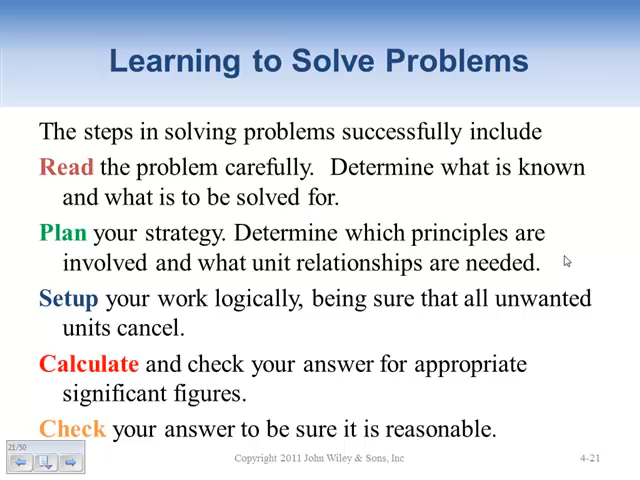 Learning to Solve Problems
The steps in solving problems successfully include
Read the problem carefully.  Determine what is known
and what is to be solved for.
Plan your strategy. Determine which principles are
involved and what unit relationships are needed.
Setup your work logically, being sure that all unwanted
units cancel.
Calculate and check your answer for appropriate
significant figures.
Check your answer to be sure it is reasonable.
21/50
Copyright 2011 John Wiley & Sons, Inc
4-21